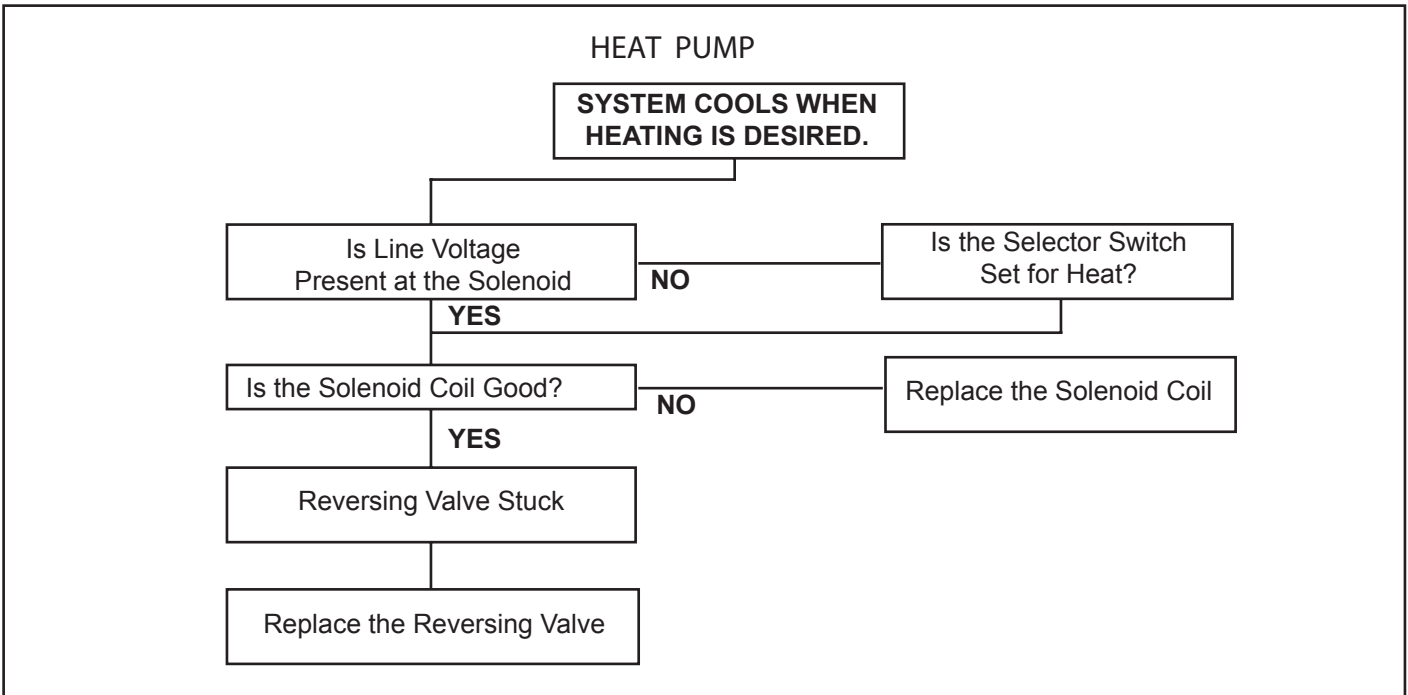 HEAT PUMP
SYSTEM COOLS WHEN
HEATING IS DESIRED.
Is Line Voltage
Present at the Solenoid
NO
Is the Selector Switch
Set for Heat?
YES
Is the Solenoid Coil Good?
NO
Replace the Solenoid Coil
YES
Reversing Valve Stuck
Replace the Reversing Valve